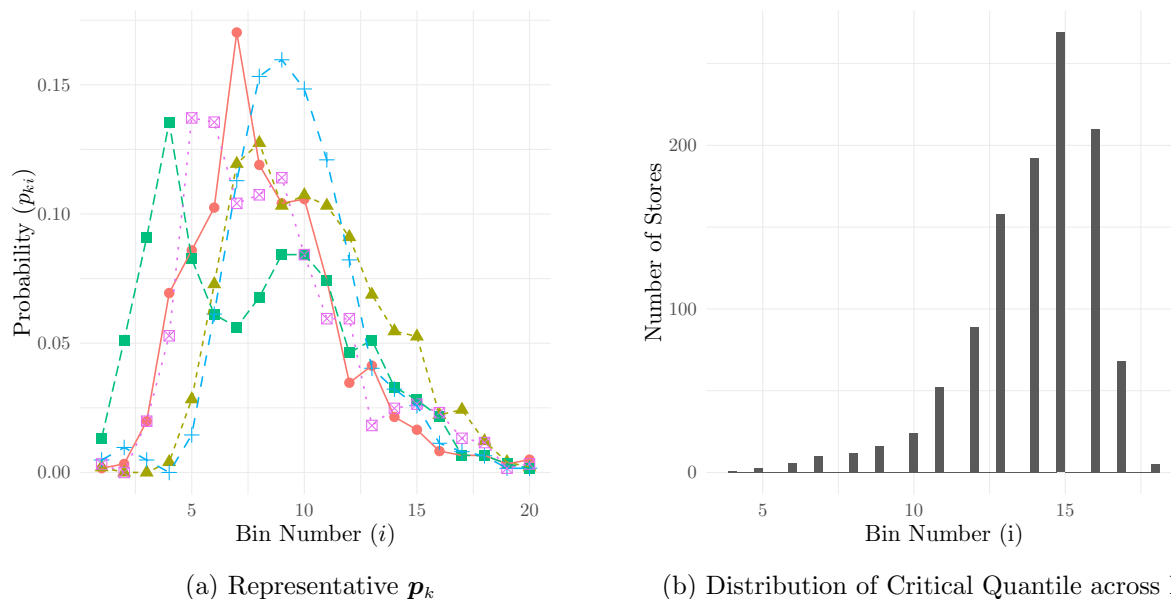 0.15
0.10
0.05
0.00
Probability (p_{ki})
5
10
15
20
Bin Number (i)
(a) Representative p_k
200
100
0
Number of Stores
5
10
15
Bin Number (i)
(b) Distribution of Critical Quantile across